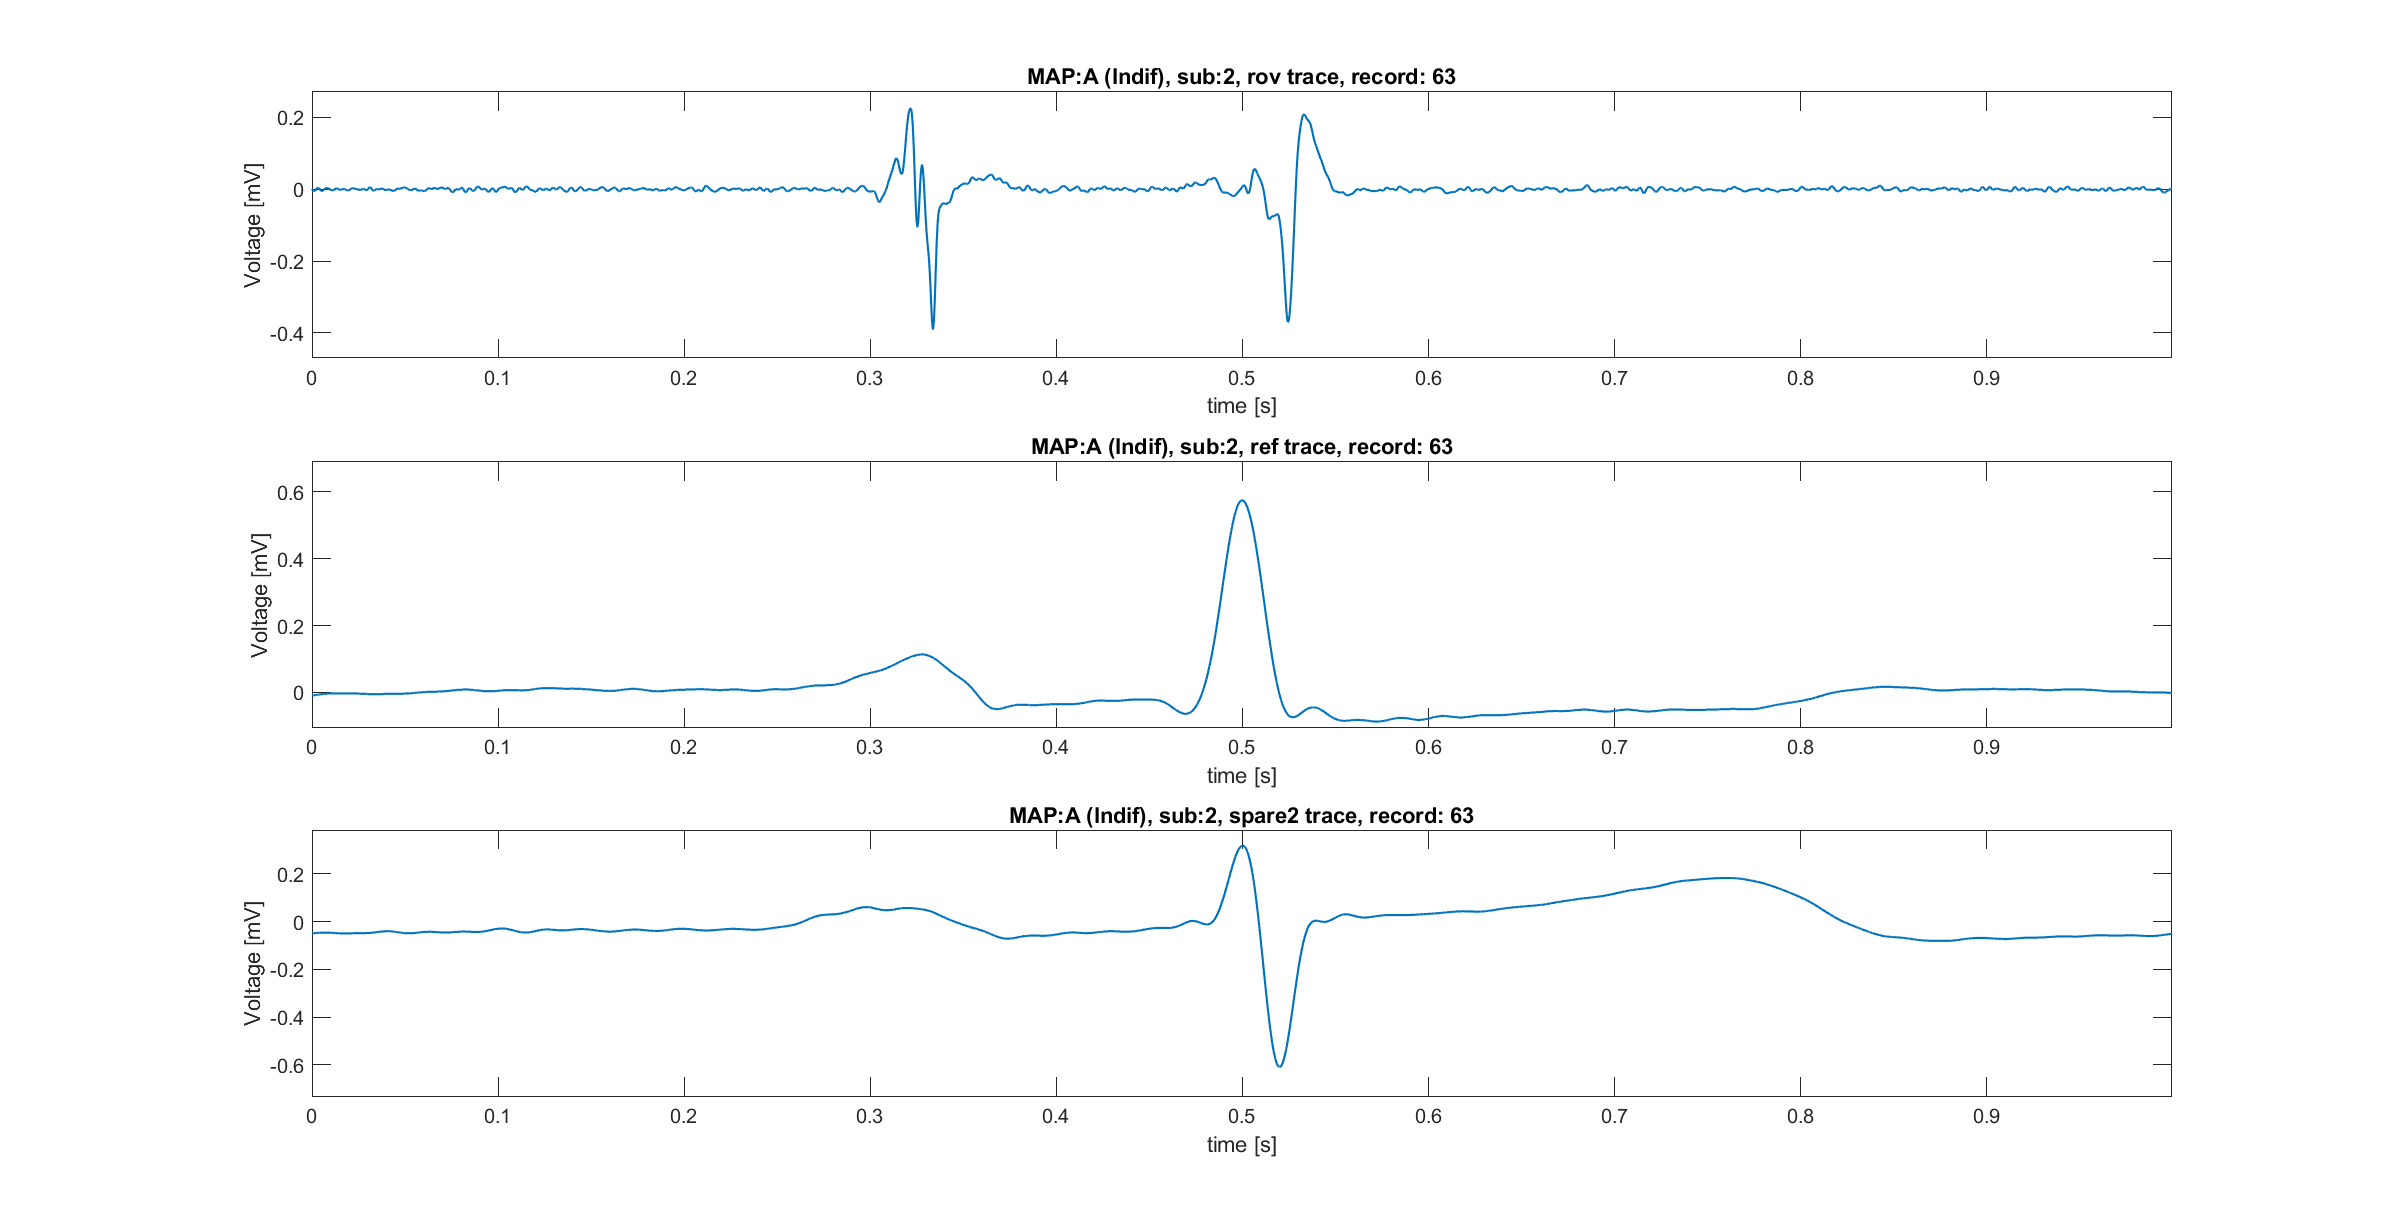 MAP:A (Indif), sub:2, rov trace, record: 63
Voltage [mV]
0.2
0
-0.2
-0.4
0 0.1 0.2 0.3 0.4 0.5 0.6 0.7 0.8 0.9
time [s]
MAP:A (Indif), sub:2, ref trace, record: 63
Voltage [mV]
0.6
0.4
0.2
0
0 0.1 0.2 0.3 0.4 0.5 0.6 0.7 0.8 0.9
time [s]
MAP:A (Indif), sub:2, spare2 trace, record: 63
Voltage [mV]
0.2
0
-0.2
-0.4
-0.6
0 0.1 0.2 0.3 0.4 0.5 0.6 0.7 0.8 0.9
time [s]